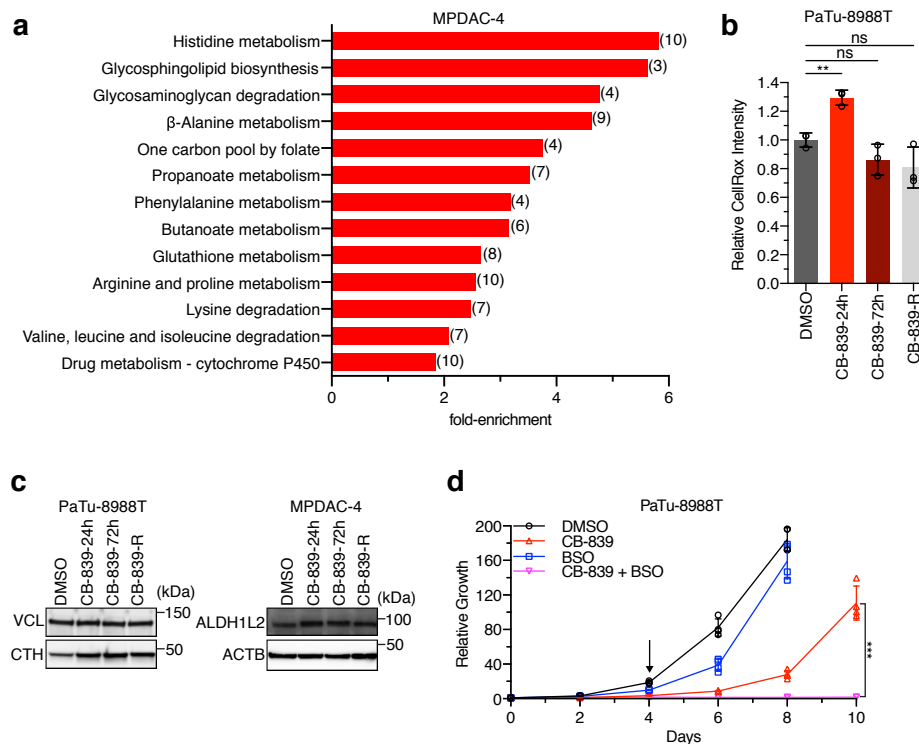 a
MPDAC-4
Histidine metabolism (10)
Glycosphingolipid biosynthesis (3)
Glycosaminoglycan degradation (4)
β-Alanine metabolism (9)
One carbon pool by folate (4)
Propanoate metabolism (7)
Phenylalanine metabolism (4)
Butanoate metabolism (6)
Glutathione metabolism (8)
Arginine and proline metabolism (10)
Lysine degradation (7)
Valine, leucine and isoleucine degradation (7)
Drug metabolism - cytochrome P450 (10)
0 2 4 6
fold-enrichment
b
PaTu-8988T
ns
ns
**
Relative CellRox Intensity
1.4
1.2
1.0
0.8
0.6
0.4
0.2
0.0
DMSO
CB-839-24h
CB-839-72h
CB-839-R
c
PaTu-8988T
DMSO
CB-839-24h
CB-839-72h
CB-839-R
(kDa)
VCL
150
CTH
50
MPDAC-4
DMSO
CB-839-24h
CB-839-72h
CB-839-R
(kDa)
ALDH1L2
100
ACTB
50
d
PaTu-8988T
DMSO
CB-839
BSO
CB-839 + BSO
Relative Growth
200
160
120
80
40
0
***
0 2 4 6 8 10
Days